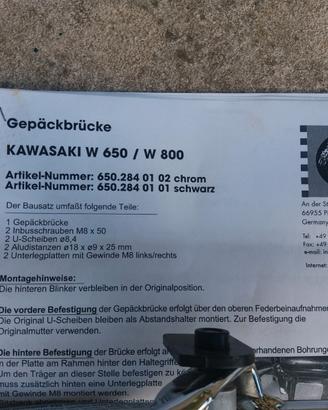 Gepäckbrücke
KAWASAKI W 650 / W 800
Artikel-Nummer: 650.284 01 02 chrom
Artikel-Nummer: 650.284 01 01 schwarz
Der Bausatz umfaßt folgende Teile:
1 Gepäckbrücke
2 Inbusschrauben M8 x 50
2 U-Scheiben ø8,4
2 Aludistanzen ø18 x ø9 x 25 mm
2 Unterlegplatten mit Gewinde M8 links/rechts
An der St
66955 P
Germany
Tel: +49
Fax: +49
e-mail: in
Internet:
Montagehinweise:
Die hinteren Blinker verbleiben in der Originalposition.
Die vordere Befestigung der Gepäckbrücke erfolgt über den oberen Federbeinaufnahmen
Die Original U-Scheiben bleiben als Abstandshalter montiert. Zur Befestigung die
Originalmutter verwenden.
Die hintere Befestigung der Brücke erfolgt a
orhandenen Bohrung
n der Platte am Rahmen hinter den Haltegriffe
Um den Träger an dieser Stelle befestigen zu k
muss zusätzlich hinten eine Unterlegplatte
mit Gewinde M8 montiert werden.